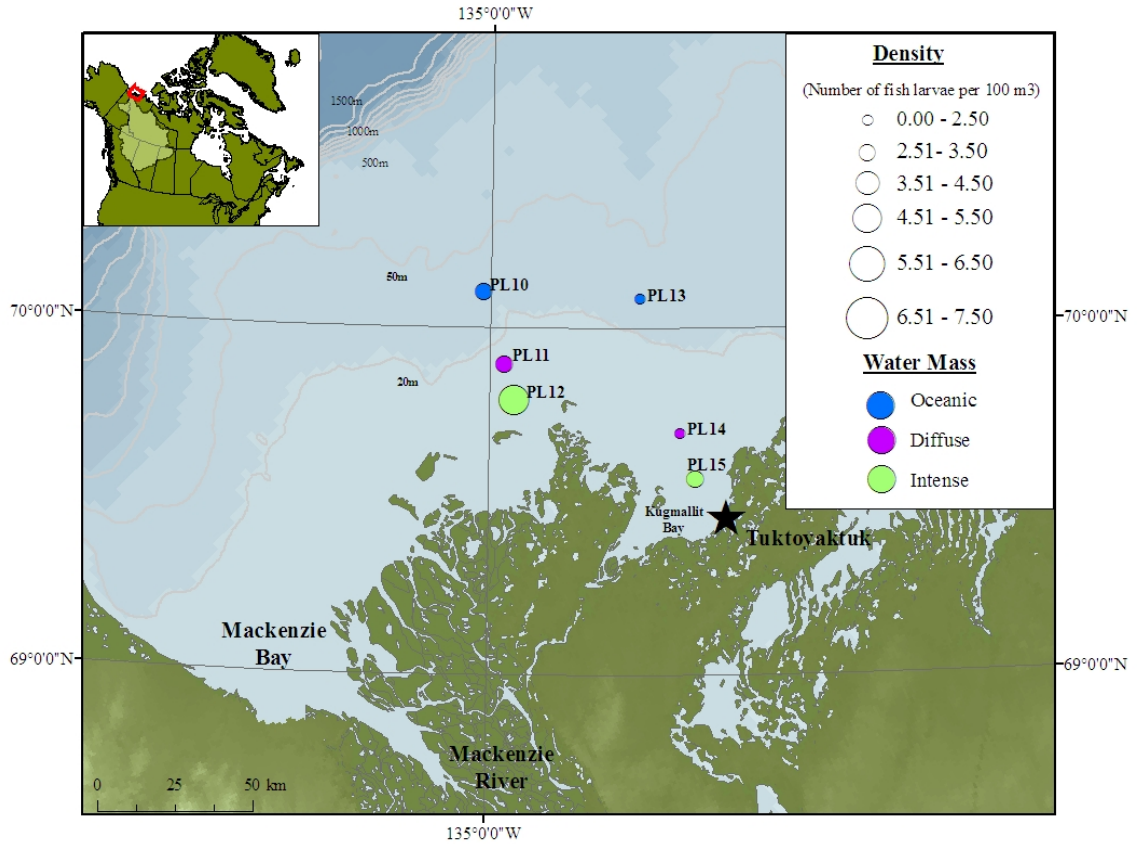 135°0'0"W
1500m
1000m
500m
Density
(Number of fish larvae per 100 m3)
0.00 - 2.50
2.51- 3.50
3.51 - 4.50
4.51 - 5.50
5.51 - 6.50
6.51 - 7.50
Water Mass
Oceanic
Diffuse
Intense
50m
PL10
PL13
70°0'0"N
70°0'0"N
PL11
20m
PL12
PL14
PL15
Kugmallit
Bay
Tuktoyaktuk
Mackenzie
Bay
69°0'0"N
69°0'0"N
Mackenzie
River
0 25 50 km
135°0'0"W